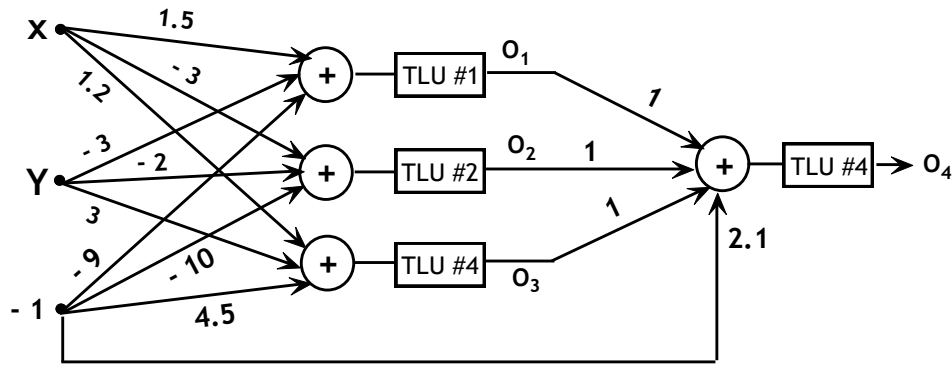 X
1.5
- 3
1.2
+
TLU #1
O1
1
Y
- 3
- 2
3
+
TLU #2
O2
1
+
TLU #4
O4
- 9
- 10
+
TLU #4
O3
1
2.1
- 1
4.5